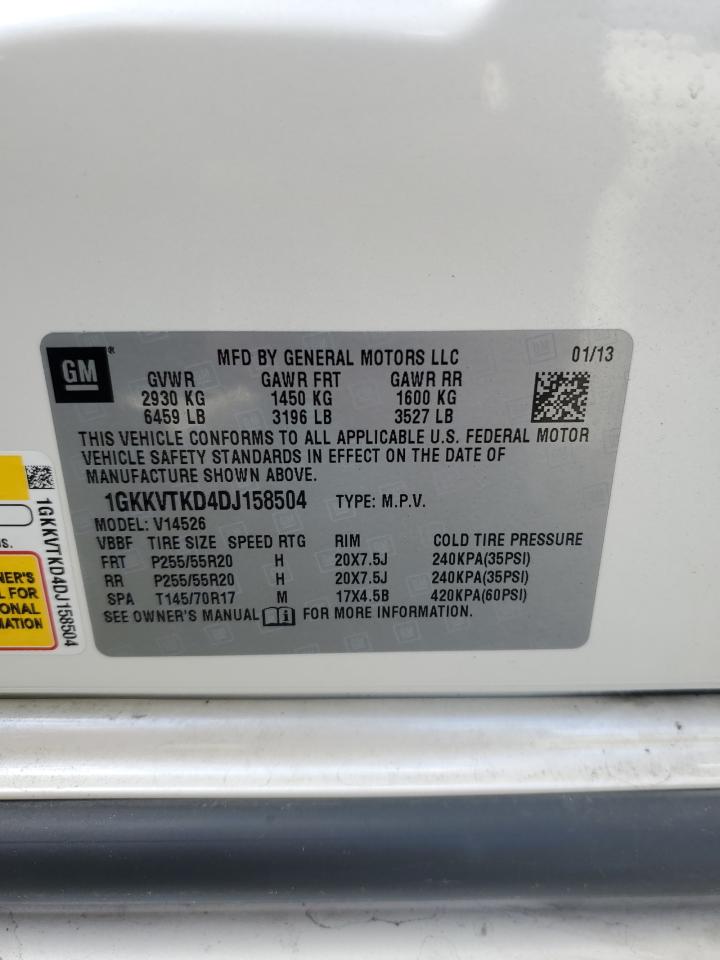 GM
MFD BY GENERAL MOTORS LLC 01/13
GVWR GAWR FRT GAWR RR
2930 KG 1450 KG 1600 KG
6459 LB 3196 LB 3527 LB
THIS VEHICLE CONFORMS TO ALL APPLICABLE U.S. FEDERAL MOTOR
VEHICLE SAFETY STANDARDS IN EFFECT ON THE DATE OF
MANUFACTURE SHOWN ABOVE.
1GKKVTKD4DJ158504 TYPE: M.P.V.
MODEL: V14526
VBBF TIRE SIZE SPEED RTG RIM COLD TIRE PRESSURE
FRT P255/55R20 H 20X7.5J 240KPA(35PSI)
RR P255/55R20 H 20X7.5J 240KPA(35PSI)
SPA T145/70R17 M 17X4.5B 420KPA(60PSI)
SEE OWNER'S MANUAL i FOR MORE INFORMATION.
1GKKVTKD4DJ158504
S.
NER'S
L FOR
ONAL
MATION